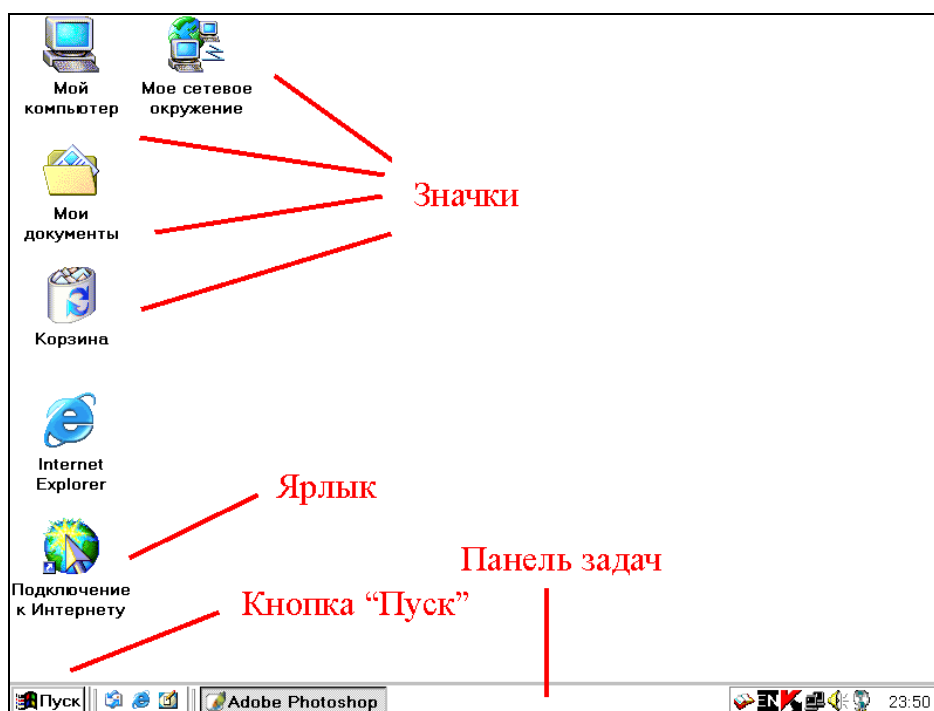 Мой
компьютер
Мое сетевое
окружение
Мои
документы
Значки
Корзина
Internet
Explorer
Ярлык
Подключение
к Интернету
Панель задач
Кнопка “Пуск”
Пуск
Adobe Photoshop
EN
23:50